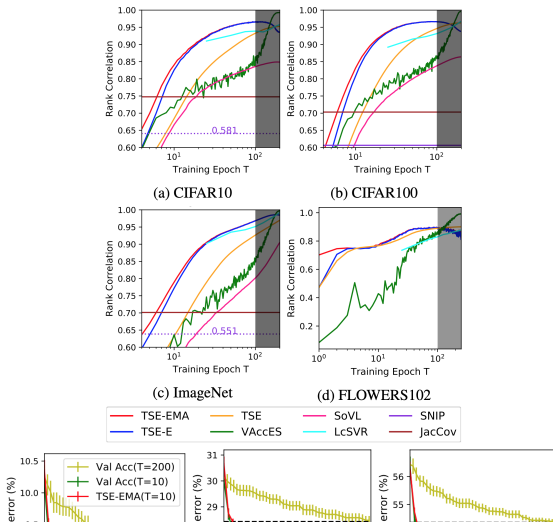 1.00
0.95
0.90
0.85
0.80
0.75
0.70
0.65
0.60
Rank Correlation
0.581
10¹ 10²
Training Epoch T
(a) CIFAR10
1.00
0.95
0.90
0.85
0.80
0.75
0.70
0.65
0.60
Rank Correlation
10¹ 10²
Training Epoch T
(b) CIFAR100
1.00
0.95
0.90
0.85
0.80
0.75
0.70
0.65
0.60
Rank Correlation
0.551
10¹ 10²
Training Epoch T
(c) ImageNet
1.0
0.8
0.6
0.4
0.2
Rank Correlation
10⁰ 10¹ 10²
Training Epoch T
(d) FLOWERS102
TSE-EMA TSE SoVL SNIP
TSE-E VAccES LcSVR JacCov
10.5
10.0
error (%)
Val Acc(T=200)
Val Acc(T=10)
TSE-EMA(T=10)
31
30
29
error (%)
56
55
error (%)